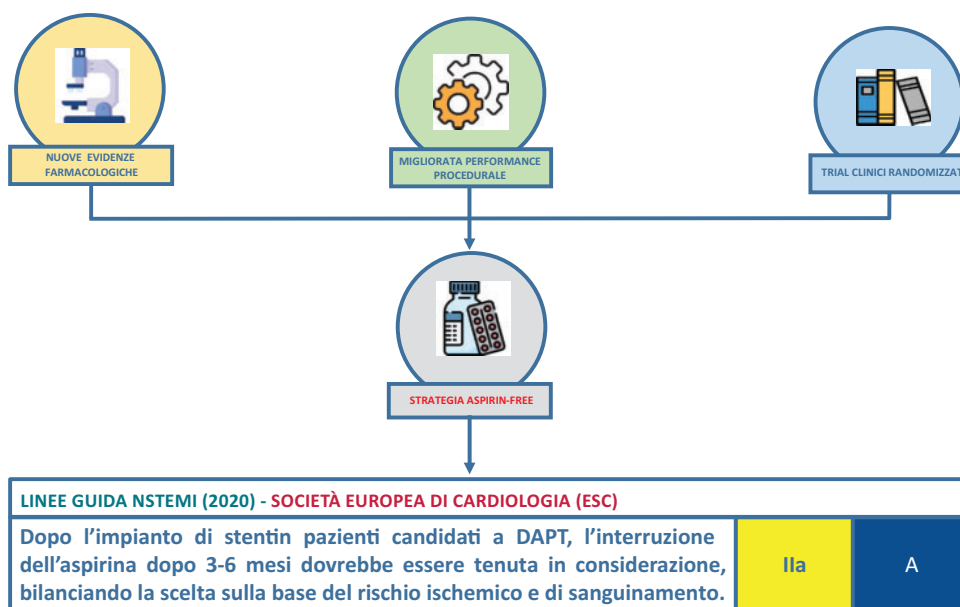 NUOVE EVIDENZE
FARMACOLOGICHE
MIGLIORATA PERFORMANCE
PROCEDURALE
TRIAL CLINICI RANDOMIZZAT
STRATEGIA ASPIRIN-FREE
LINEE GUIDA NSTEMI (2020) - SOCIETÀ EUROPEA DI CARDIOLOGIA (ESC)
Dopo l’impianto di stentin pazienti candidati a DAPT, l’interruzione
dell’aspirina dopo 3-6 mesi dovrebbe essere tenuta in considerazione,
bilanciando la scelta sulla base del rischio ischemico e di sanguinamento.
IIa
A